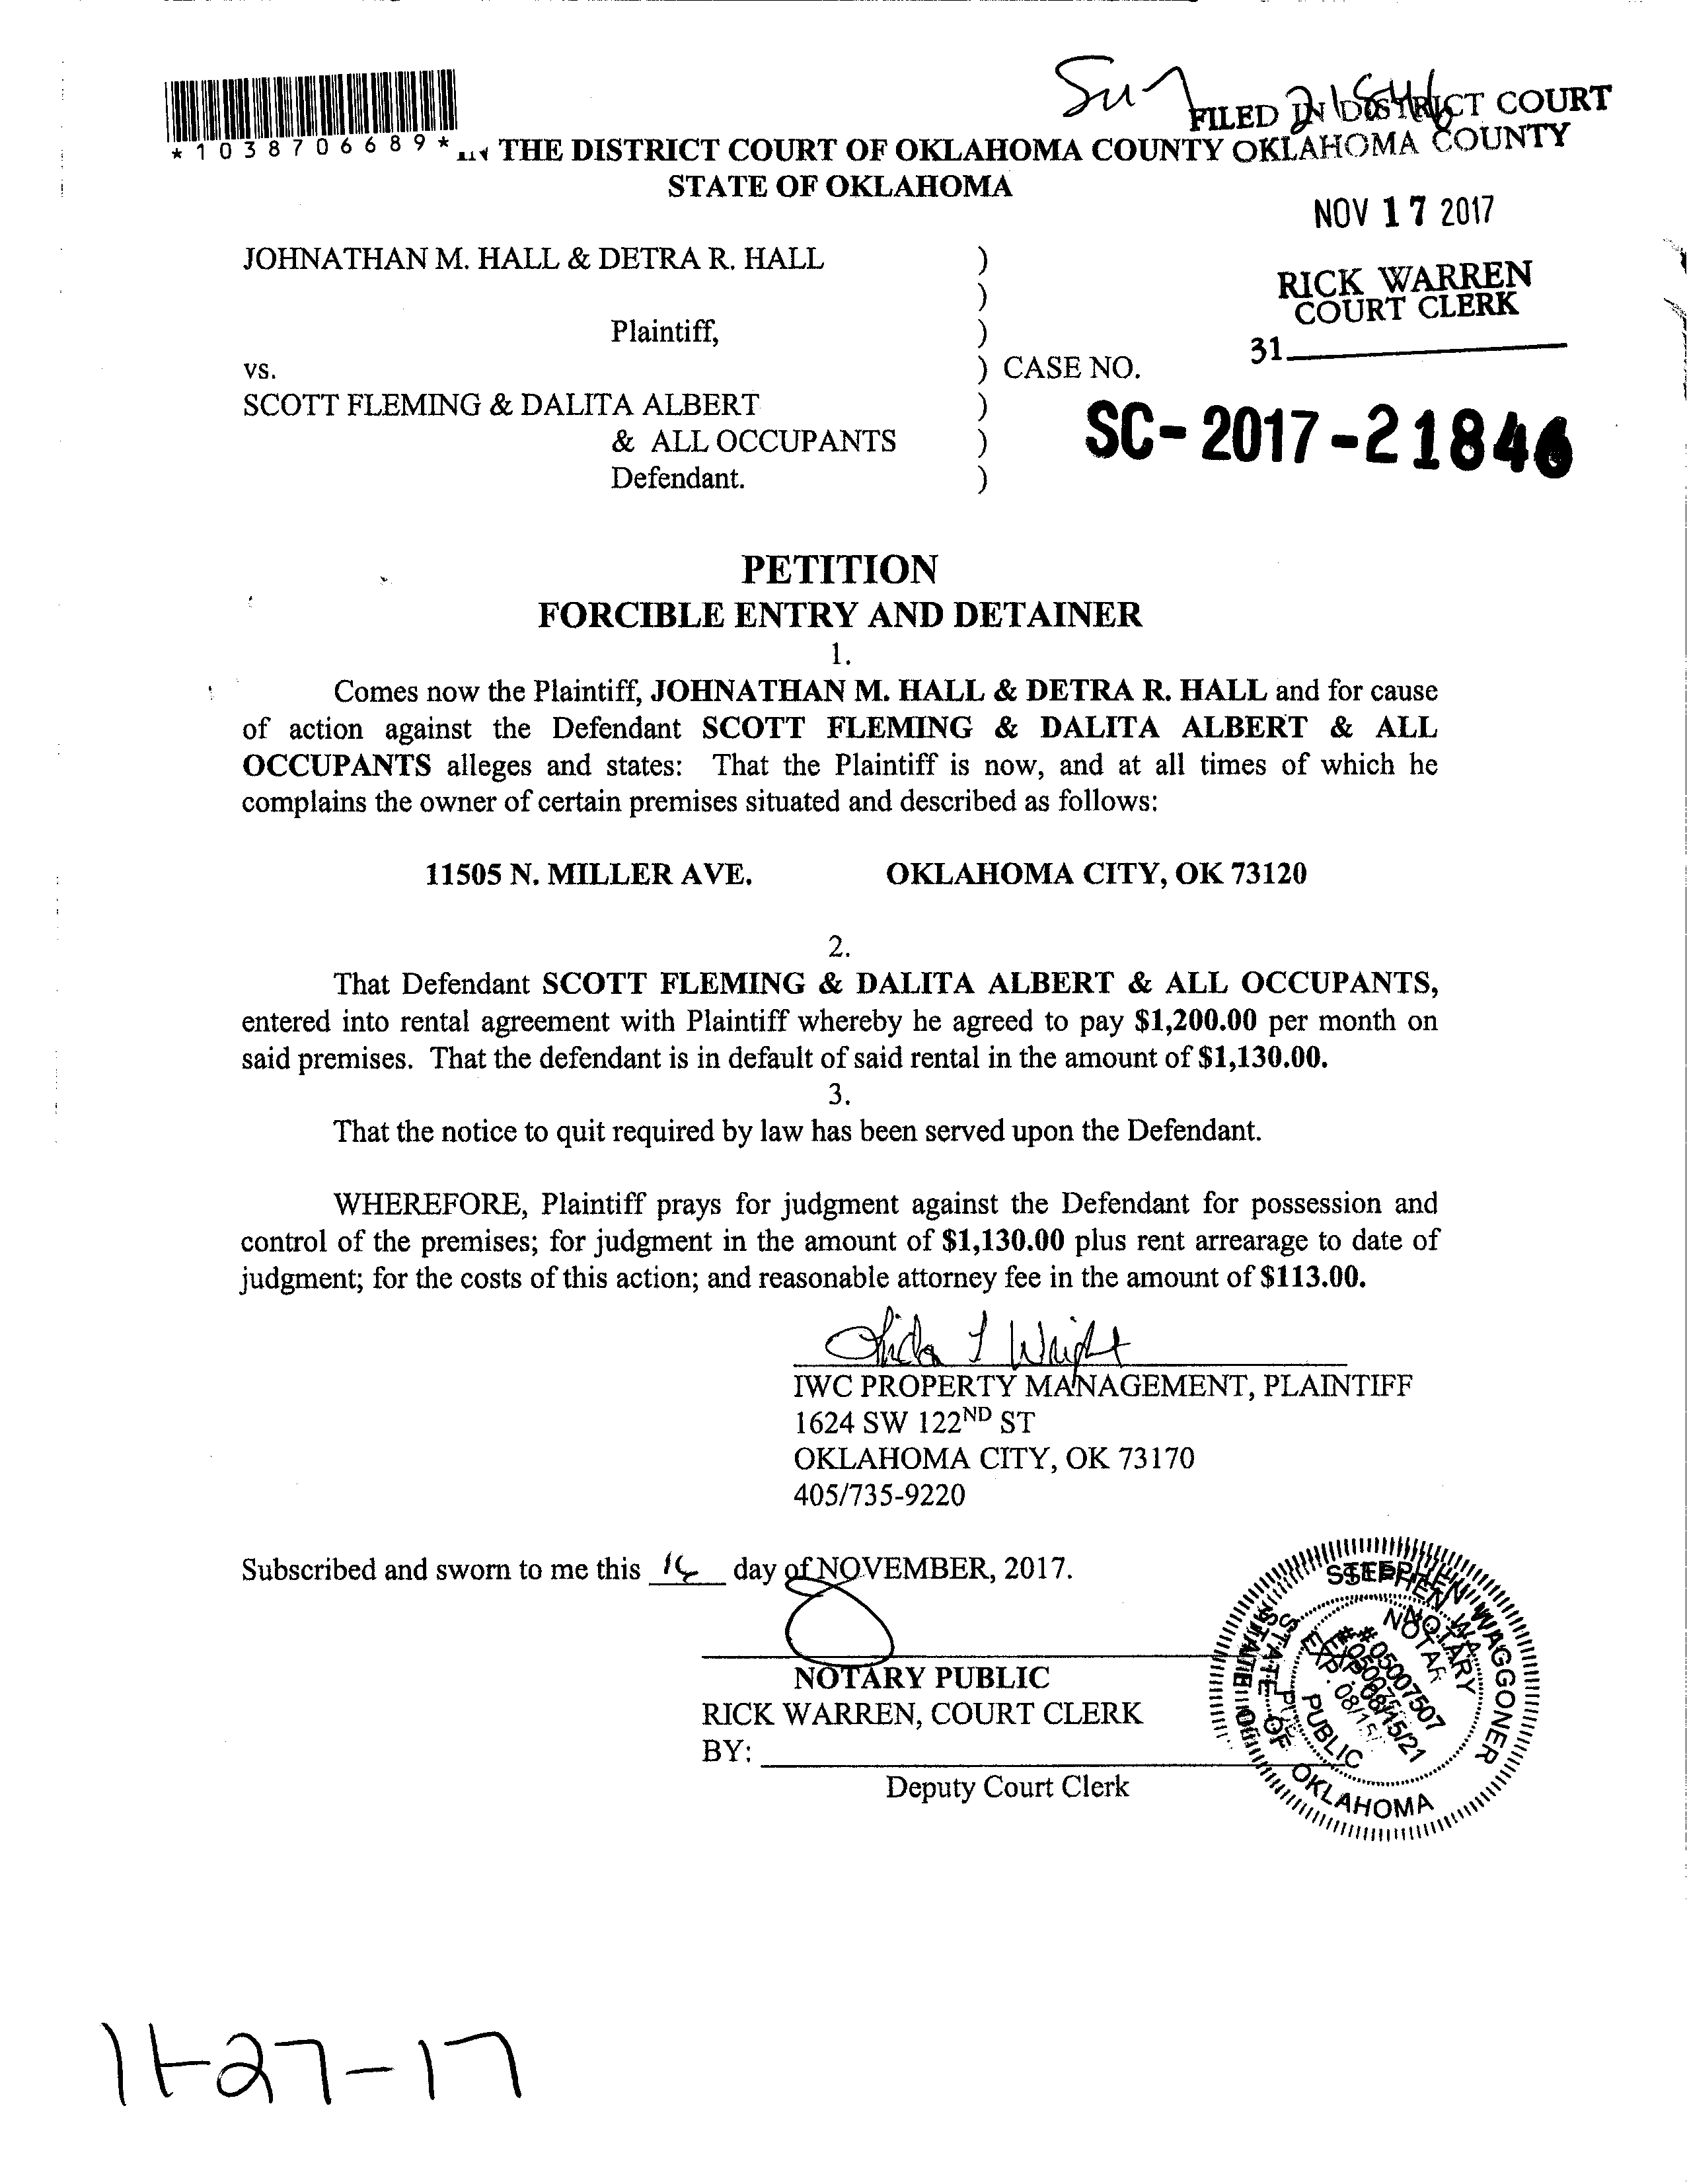 FILED IN DISTRICT COURT
*1038706689*
THE DISTRICT COURT OF OKLAHOMA COUNTY OKLAHOMA COUNTY
STATE OF OKLAHOMA
NOV 17 2017
JOHNATHAN M. HALL & DETRA R. HALL )
)
RICK WARREN
COURT CLERK
Plaintiff, )
31
vs. ) CASE NO.
SCOTT FLEMING & DALITA ALBERT )
SC-2017-21846
& ALL OCCUPANTS )
Defendant. )
PETITION
FORCIBLE ENTRY AND DETAINER
1.
Comes now the Plaintiff, JOHNATHAN M. HALL & DETRA R. HALL and for cause
of action against the Defendant SCOTT FLEMING & DALITA ALBERT & ALL
OCCUPANTS alleges and states: That the Plaintiff is now, and at all times of which he
complains the owner of certain premises situated and described as follows:
11505 N. MILLER AVE. OKLAHOMA CITY, OK 73120
2.
That Defendant SCOTT FLEMING & DALITA ALBERT & ALL OCCUPANTS,
entered into rental agreement with Plaintiff whereby he agreed to pay $1,200.00 per month on
said premises. That the defendant is in default of said rental in the amount of $1,130.00.
3.
That the notice to quit required by law has been served upon the Defendant.
WHEREFORE, Plaintiff prays for judgment against the Defendant for possession and
control of the premises; for judgment in the amount of $1,130.00 plus rent arrearage to date of
judgment; for the costs of this action; and reasonable attorney fee in the amount of $113.00.
IWC PROPERTY MANAGEMENT, PLAINTIFF
1624 SW 122ND ST
OKLAHOMA CITY, OK 73170
405/735-9220
Subscribed and sworn to me this day of NOVEMBER, 2017.
NOTARY PUBLIC
RICK WARREN, COURT CLERK
BY:
Deputy Court Clerk
STEPHEN WAGGONER
NOTARY
#05007507
EXP. 08/15/21
PUBLIC
STATE OF OKLAHOMA
11-27-17